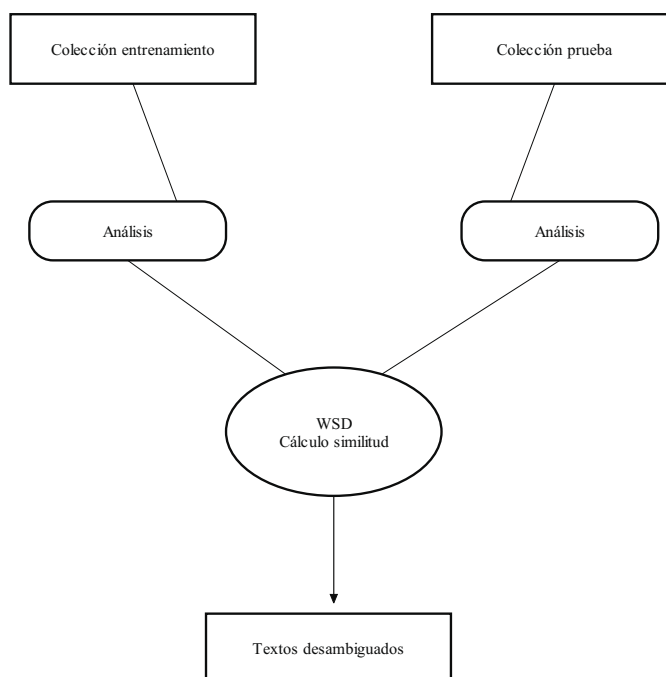 Colección entrenamiento
Colección prueba
Análisis
Análisis
WSD
Cálculo similitud
Textos desambiguados